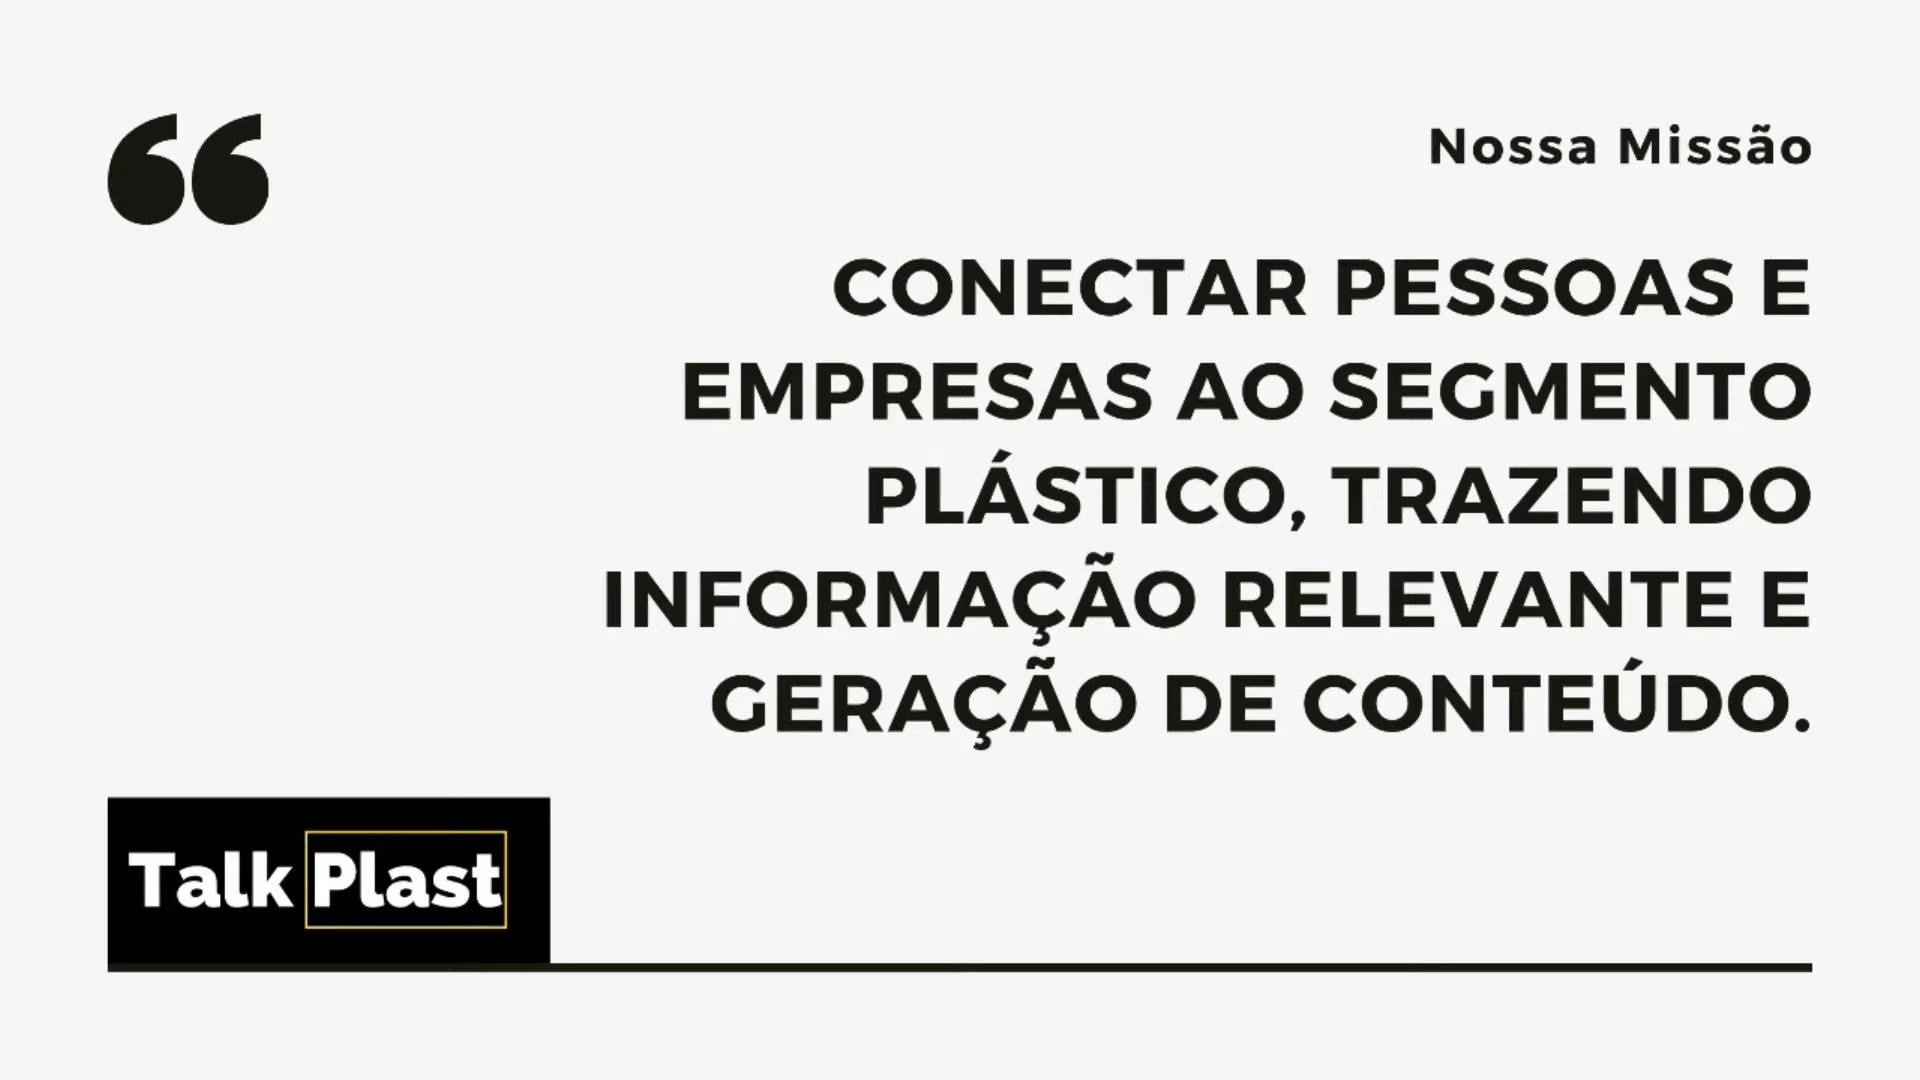 Nossa Missão
CONECTAR PESSOAS E
EMPRESAS AO SEGMENTO
PLÁSTICO, TRAZENDO
INFORMAÇÃO RELEVANTE E
GERAÇÃO DE CONTEÚDO.
Talk Plast